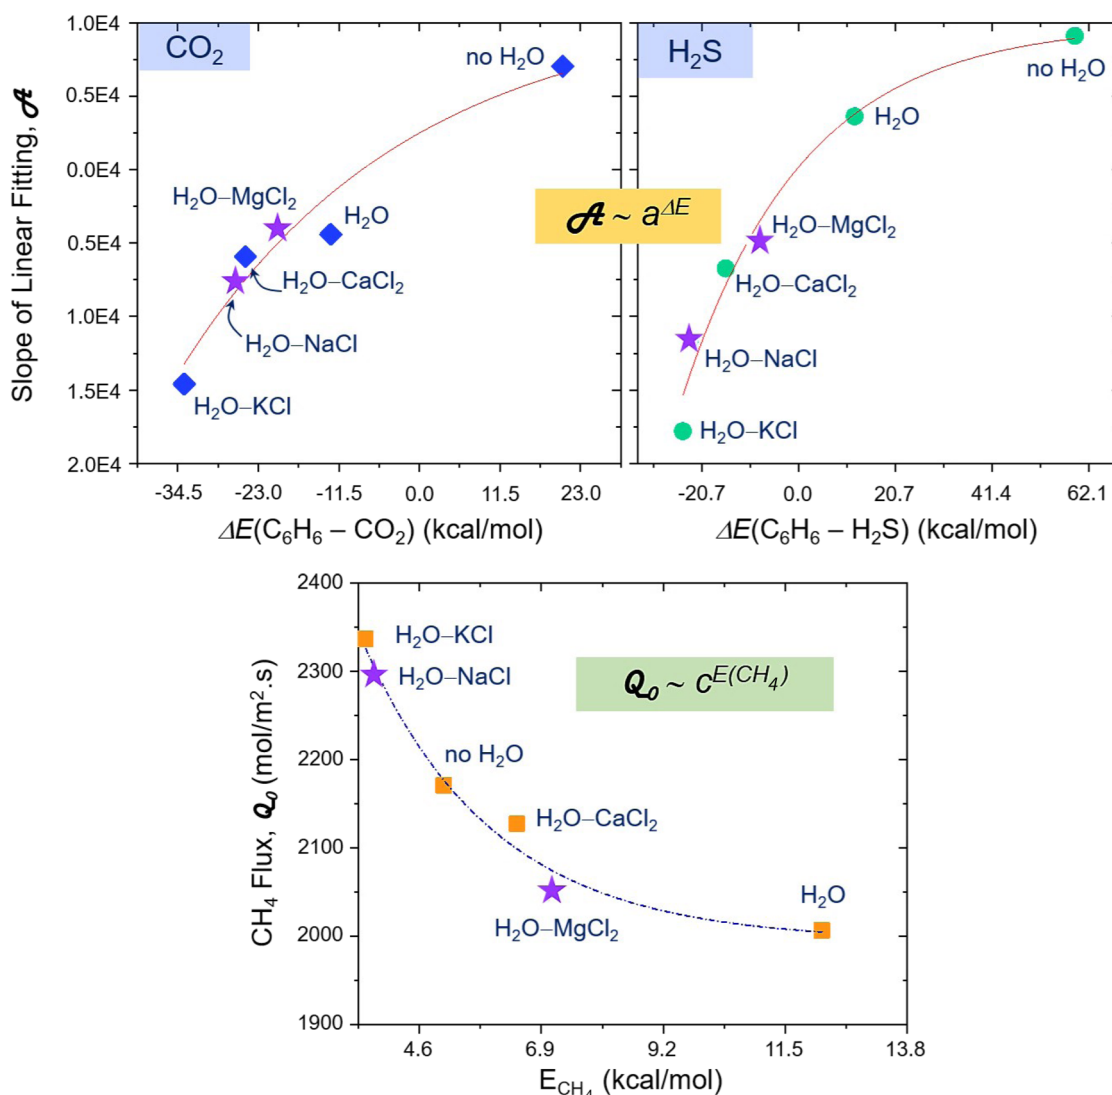 CO₂
H₂S
1.0E4
0.5E4
0.0E4
0.5E4
1.0E4
1.5E4
2.0E4
Slope of Linear Fitting, 𝓐
no H₂O
H₂O–MgCl₂
H₂O
H₂O–CaCl₂
H₂O–NaCl
H₂O–KCl
𝓐 ~ a^ΔE
no H₂O
H₂O
H₂O–MgCl₂
H₂O–CaCl₂
H₂O–NaCl
H₂O–KCl
-34.5 -23.0 -11.5 0.0 11.5 23.0
-20.7 0.0 20.7 41.4 62.1
ΔE(C₆H₆ – CO₂) (kcal/mol)
ΔE(C₆H₆ – H₂S) (kcal/mol)
2400
2300
2200
2100
2000
1900
CH₄ Flux, Q₀ (mol/m².s)
H₂O–KCl
H₂O–NaCl
Q₀ ~ c^E(CH₄)
no H₂O
H₂O–CaCl₂
H₂O
H₂O–MgCl₂
4.6 6.9 9.2 11.5 13.8
E_CH₄ (kcal/mol)